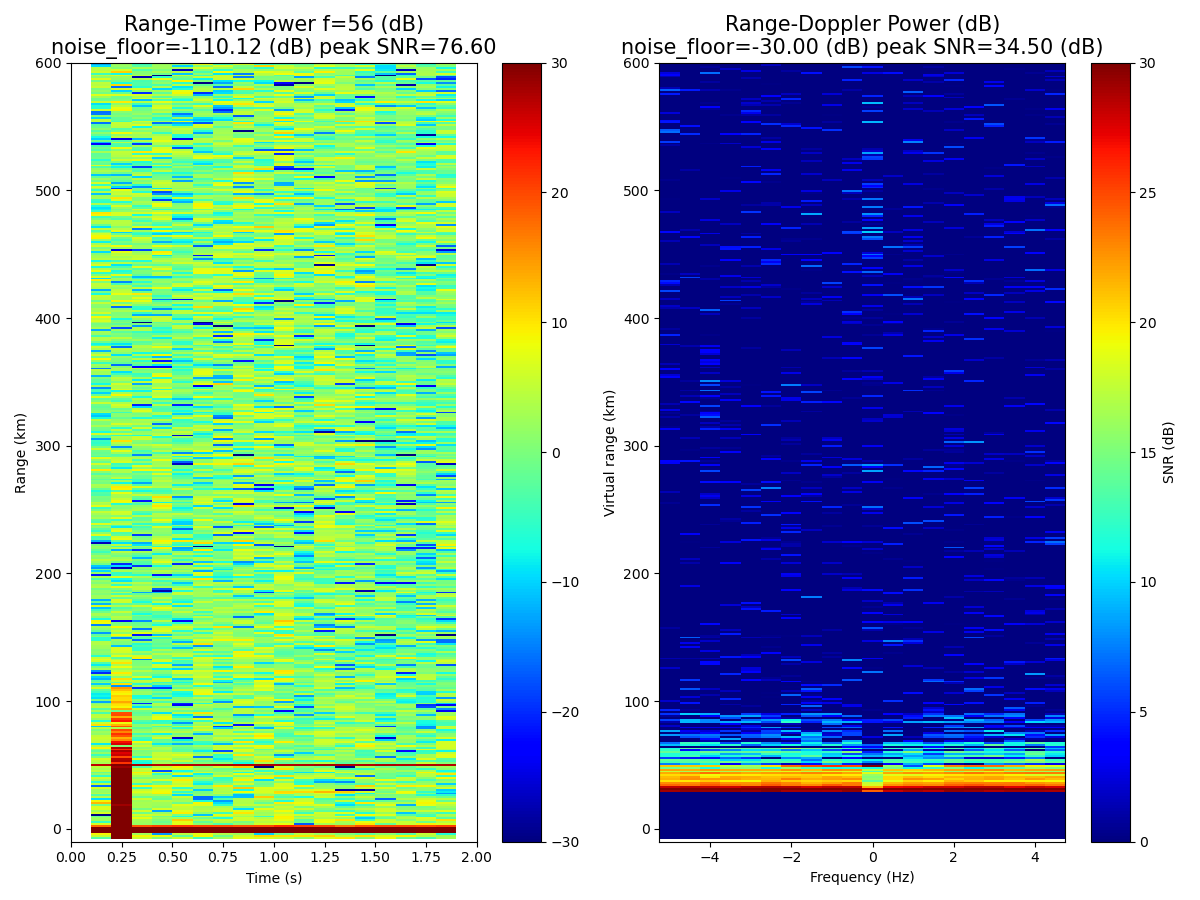 Range-Time Power f=56 (dB)
noise_floor=-110.12 (dB) peak SNR=76.60
600
500
400
300
200
100
0
Range (km)
0.00 0.25 0.50 0.75 1.00 1.25 1.50 1.75 2.00
Time (s)
30
20
10
0
−10
−20
−30
Range-Doppler Power (dB)
noise_floor=-30.00 (dB) peak SNR=34.50 (dB)
600
500
400
300
200
100
0
Virtual range (km)
−4 −2 0 2 4
Frequency (Hz)
30
25
20
15
10
5
0
SNR (dB)